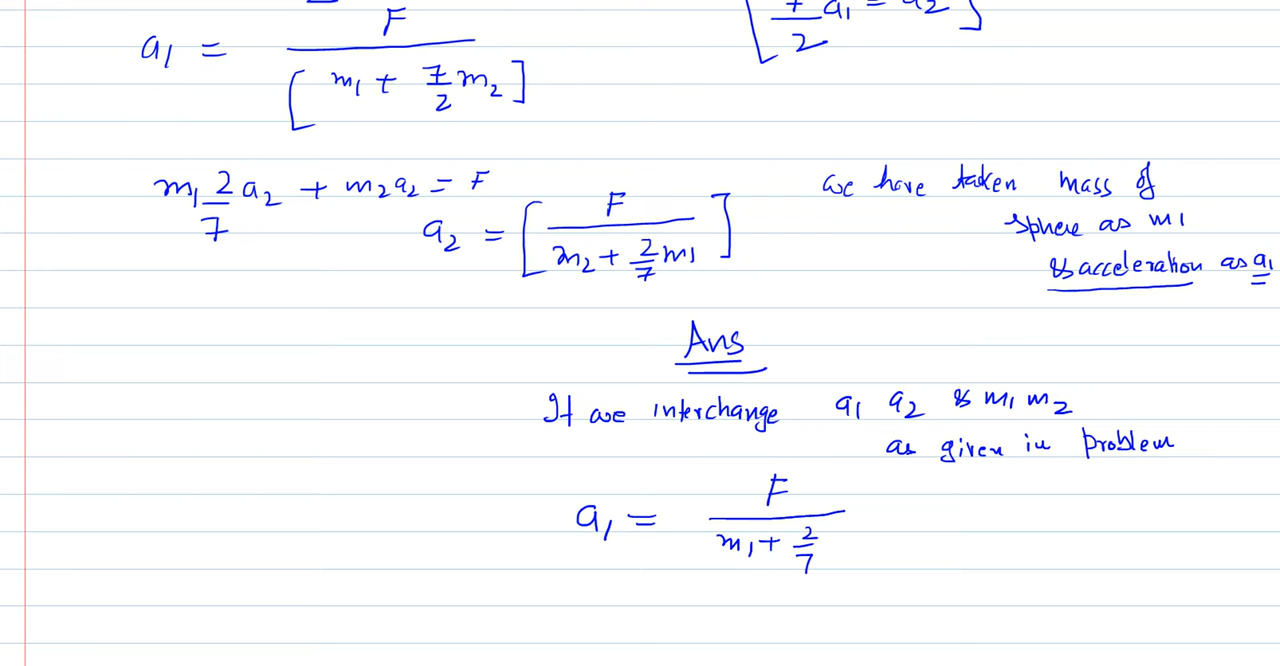 a₁ = F / [m₁ + 7/2 m₂]
[7/2 a₁ = a₂]
m₁ 2/7 a₂ + m₂a₂ = F
a₂ = [F / m₂ + 2/7 m₁]
we have taken mass of
sphere as m₁
& acceleration as a₁
Ans
If we interchange a₁ a₂ & m₁ m₂
as given in problem
a₁ = F / m₁ + 2/7